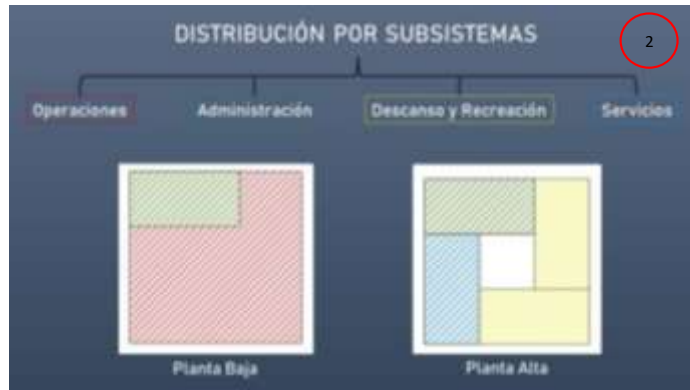 DISTRIBUCIÓN POR SUBSISTEMAS
2
Operaciones Administración Descanso y Recreación Servicios
Planta Baja Planta Alta